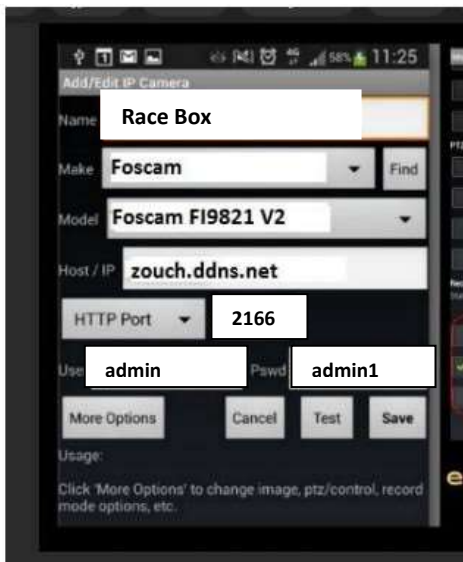 58% 11:25
Add/Edit IP Camera
Name Race Box
Make Foscam Find
Model Foscam FI9821 V2
Host / IP zouch.ddns.net
HTTP Port 2166
Use admin Pswd admin1
More Options Cancel Test Save
Usage:
Click 'More Options' to change image, ptz/control, record
mode options, etc.